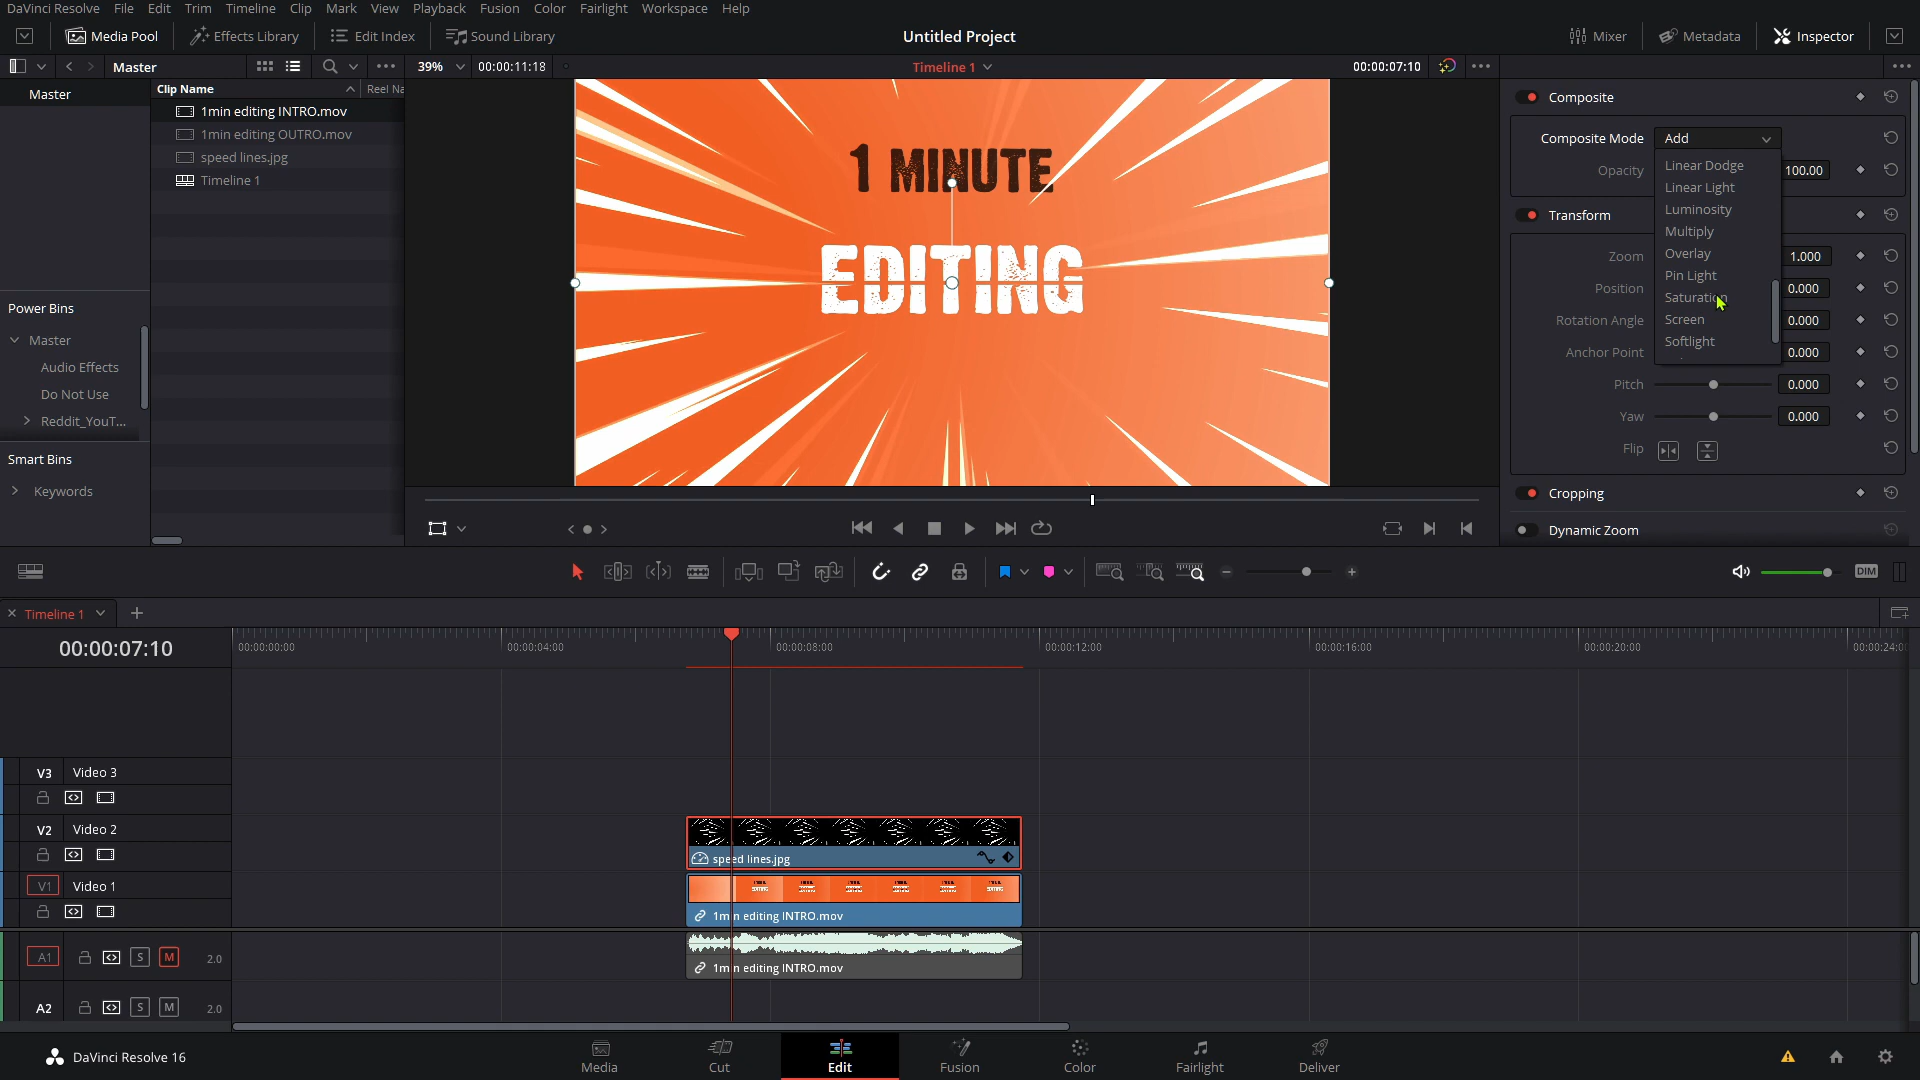 DaVinci Resolve File Edit Trim Timeline Clip Mark View Playback Fusion Color Fairlight Workspace Help
Media Pool Effects Library Edit Index Sound Library Untitled Project Mixer Metadata Inspector
Master 39% 00:00:11:18 Timeline 1 00:00:07:10
Master
Clip Name Reel Na
1min editing INTRO.mov
1min editing OUTRO.mov
speed lines.jpg
Timeline 1
Power Bins
Master
Audio Effects
Do Not Use
Reddit_YouT...
Smart Bins
Keywords
1 MINUTE
EDITING
Composite
Composite Mode Add
Opacity 100.00
Linear Dodge
Linear Light
Luminosity
Multiply
Overlay
Pin Light
Saturation
Screen
Softlight
Transform
Zoom 1.000
Position 0.000
Rotation Angle 0.000
Anchor Point 0.000
Pitch 0.000
Yaw 0.000
Flip
Cropping
Dynamic Zoom
DIM
Timeline 1
00:00:07:10
00:00:00:00 00:00:04:00 00:00:08:00 00:00:12:00 00:00:16:00 00:00:20:00 00:00:24:0
V3 Video 3
V2 Video 2
speed lines.jpg
V1 Video 1
1min editing INTRO.mov
A1 S M 2.0
1min editing INTRO.mov
A2 S M 2.0
DaVinci Resolve 16
Media Cut Edit Fusion Color Fairlight Deliver